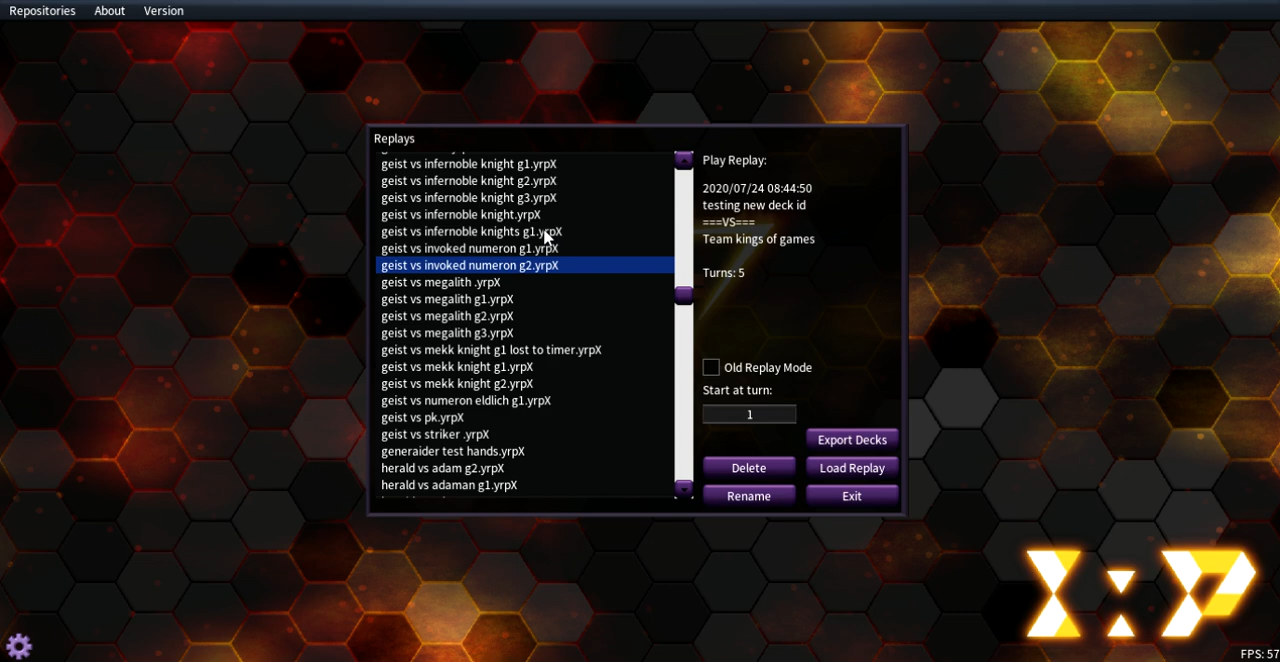 Repositories About Version
Replays
geist vs infernoble knight g1.yrpX
geist vs infernoble knight g2.yrpX
geist vs infernoble knight g3.yrpX
geist vs infernoble knight.yrpX
geist vs infernoble knights g1.yrpX
geist vs invoked numeron g1.yrpX
geist vs invoked numeron g2.yrpX
geist vs megalith .yrpX
geist vs megalith g1.yrpX
geist vs megalith g2.yrpX
geist vs megalith g3.yrpX
geist vs mekk knight g1 lost to timer.yrpX
geist vs mekk knight g1.yrpX
geist vs mekk knight g2.yrpX
geist vs numeron eldlich g1.yrpX
geist vs pk.yrpX
geist vs striker .yrpX
generaider test hands.yrpX
herald vs adam g2.yrpX
herald vs adaman g1.yrpX
Play Replay:
2020/07/24 08:44:50
testing new deck id
===VS===
Team kings of games
Turns: 5
Old Replay Mode
Start at turn:
1
Export Decks
Delete Load Replay
Rename Exit
X:P
FPS: 57